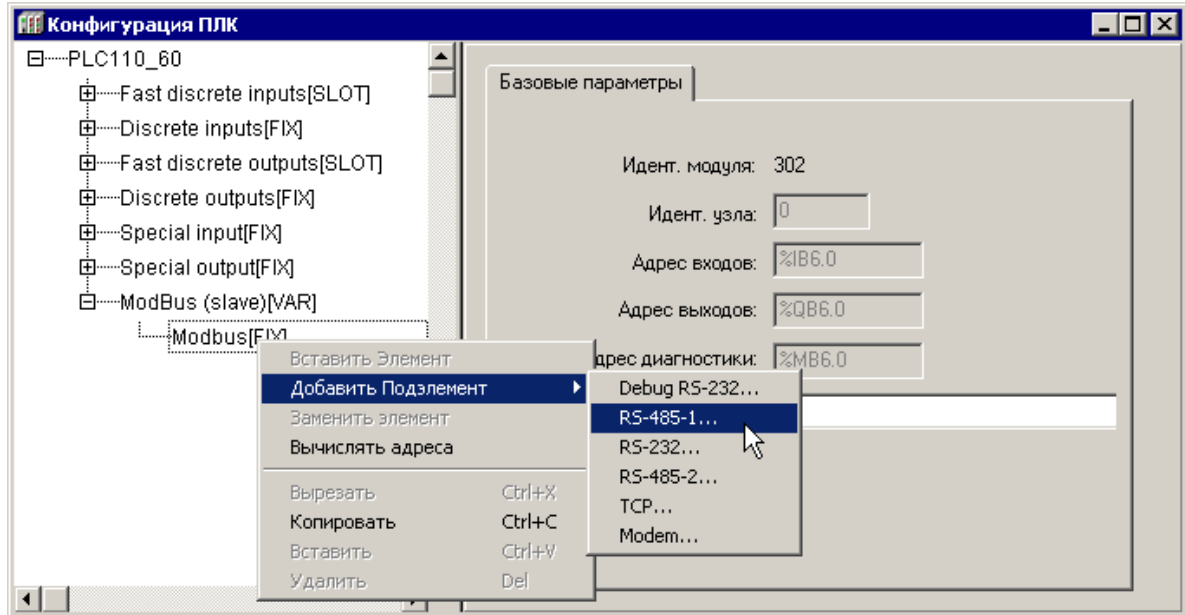 Конфигурация ПЛК
PLC110_60
Fast discrete inputs[SLOT]
Discrete inputs[FIX]
Fast discrete outputs[SLOT]
Discrete outputs[FIX]
Special input[FIX]
Special output[FIX]
ModBus (slave)[VAR]
Modbus[FIX]
Базовые параметры
Идент. модуля: 302
Идент. узла: 0
Адрес входов: %IB6.0
Адрес выходов: %QB6.0
дрес диагностики: %MB6.0
Вставить Элемент
Добавить Подэлемент
Заменить элемент
Вычислять адреса
Вырезать Ctrl+X
Копировать Ctrl+C
Вставить Ctrl+V
Удалить Del
Debug RS-232...
RS-485-1...
RS-232...
RS-485-2...
TCP...
Modem...